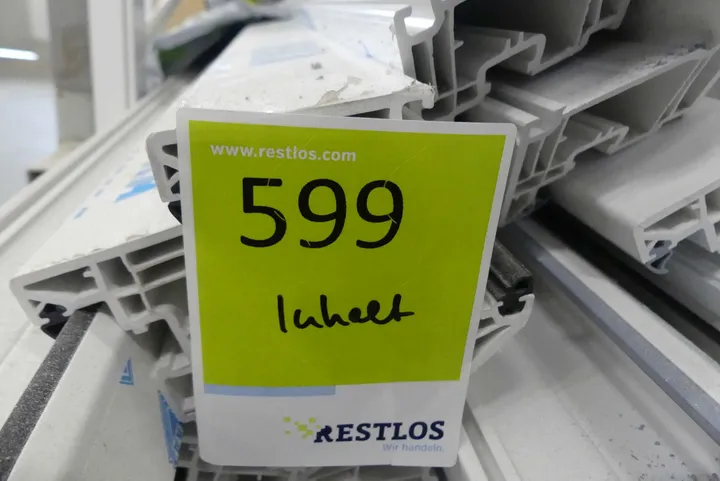 www.restlos.com
599
Inhalt
RESTLOS
Wir handeln.